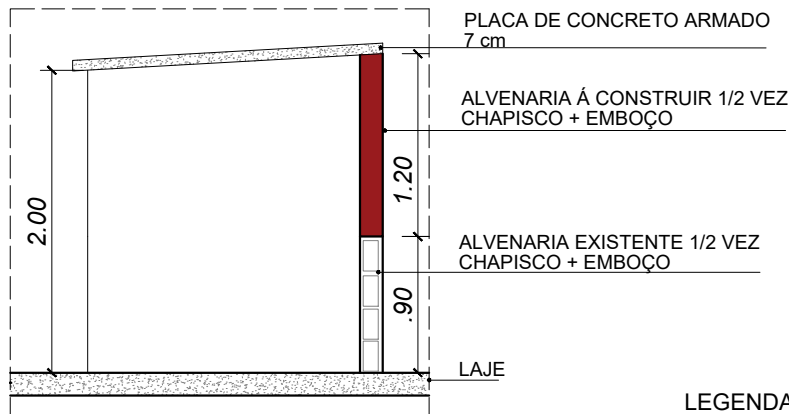 PLACA DE CONCRETO ARMADO
7 cm
ALVENARIA Á CONSTRUIR 1/2 VEZ
CHAPISCO + EMBOÇO
1.20
2.00
ALVENARIA EXISTENTE 1/2 VEZ
CHAPISCO + EMBOÇO
.90
LAJE
LEGENDA